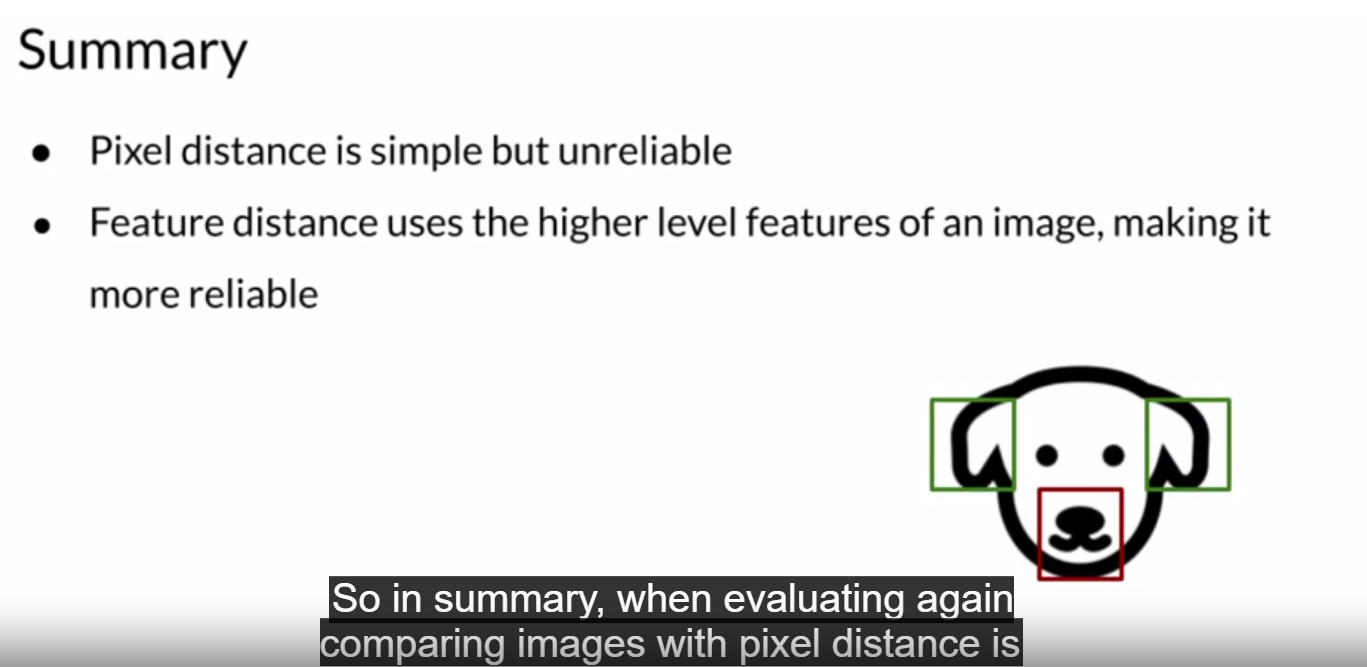 Summary
● Pixel distance is simple but unreliable
● Feature distance uses the higher level features of an image, making it
more reliable
So in summary, when evaluating again
comparing images with pixel distance is